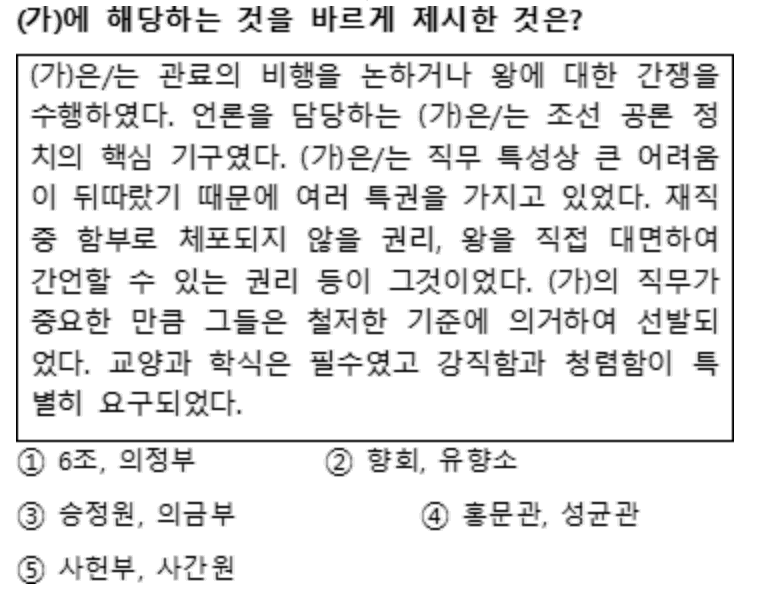 (가)에 해당하는 것을 바르게 제시한 것은?
(가)은/는 관료의 비행을 논하거나 왕에 대한 간쟁을
수행하였다. 언론을 담당하는 (가)은/는 조선 공론 정
치의 핵심 기구였다. (가)은/는 직무 특성상 큰 어려움
이 뒤따랐기 때문에 여러 특권을 가지고 있었다. 재직
중 함부로 체포되지 않을 권리, 왕을 직접 대면하여
간언할 수 있는 권리 등이 그것이었다. (가)의 직무가
중요한 만큼 그들은 철저한 기준에 의거하여 선발되
었다. 교양과 학식은 필수였고 강직함과 청렴함이 특
별히 요구되었다.
① 6조, 의정부 ② 향회, 유향소
③ 승정원, 의금부 ④ 홍문관, 성균관
⑤ 사헌부, 사간원